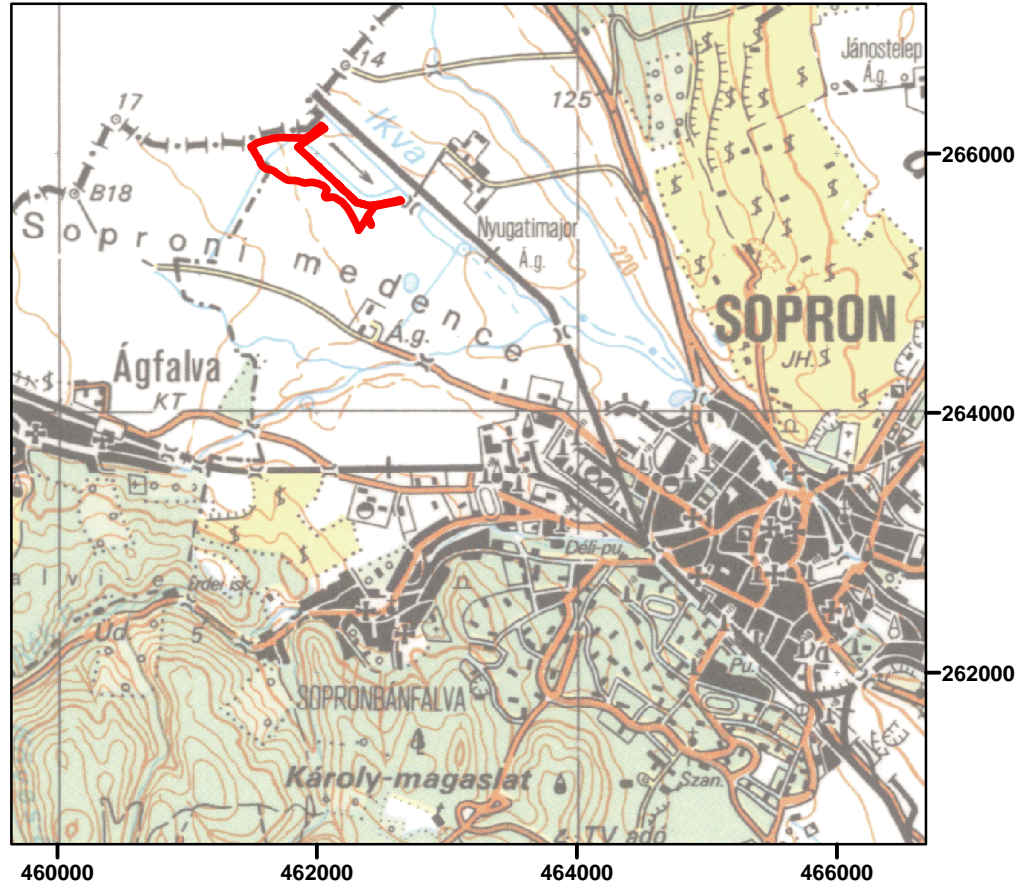 14
Jánostelep
Á.g.
17
125
Ikva
266000
B18
Nyugatimajor
Á.g.
220
Soproni medence
SOPRON
Á.g.
JH.
Ágfalva
KT
264000
Déli-pu.
Erdei isk.
Ud
5
Pu.
262000
SOPRONBÁNFALVA
Károly-magaslat
Szan.
TV adó
460000
462000
464000
466000